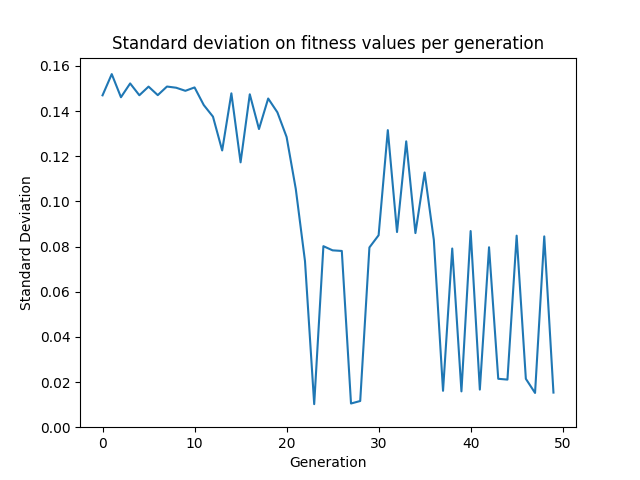 Standard deviation on fitness values per generation
0.16
0.14
0.12
0.10
0.08
0.06
0.04
0.02
0.00
Standard Deviation
0 10 20 30 40 50
Generation